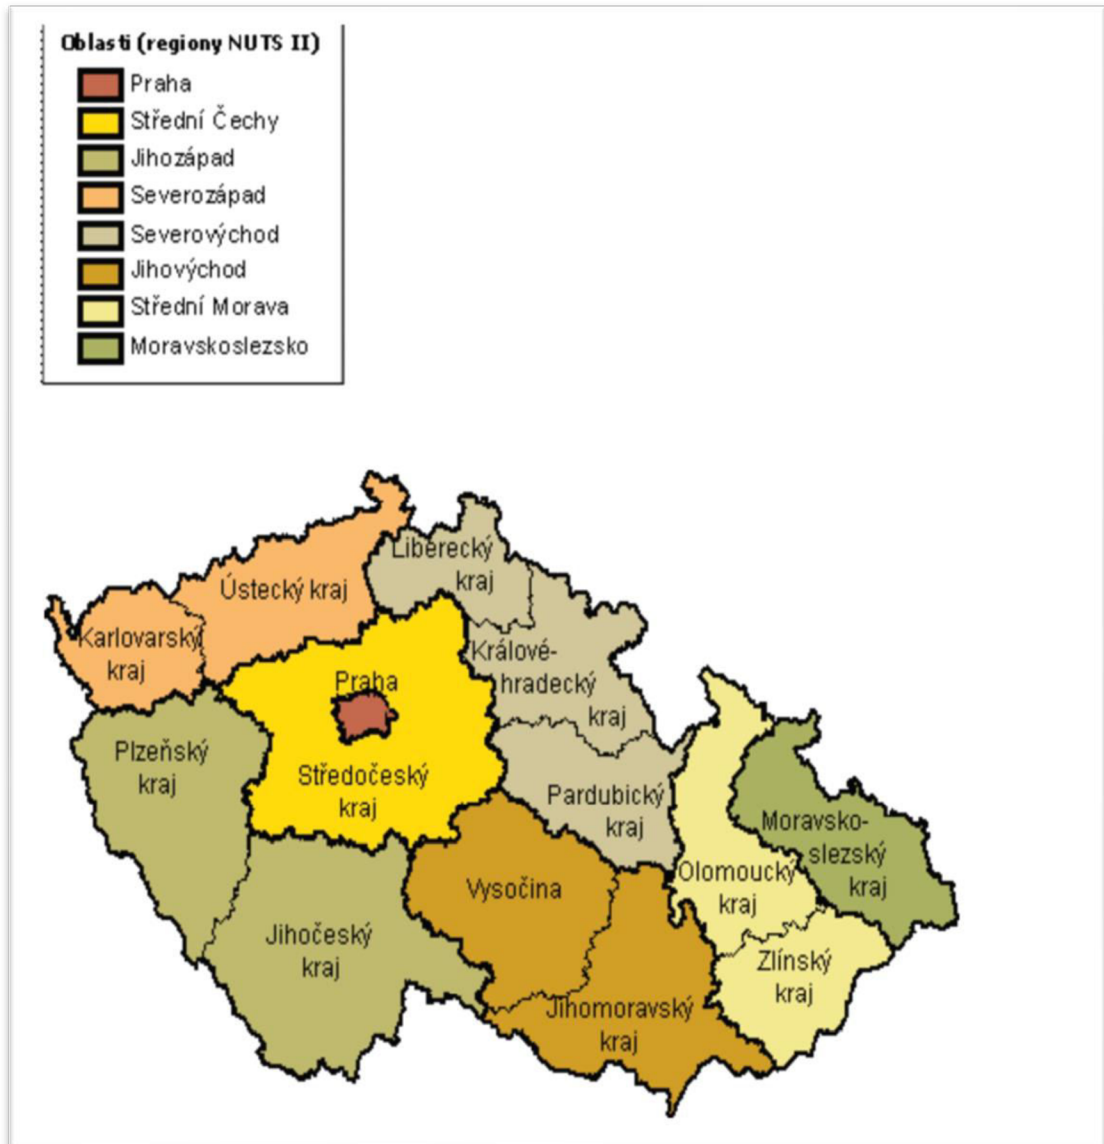 Oblasti (regiony NUTS II)
Praha
Střední Čechy
Jihozápad
Severozápad
Severovýchod
Jihovýchod
Střední Morava
Moravskoslezsko
Liberecký
kraj
Ústecký kraj
Karlovarský
kraj
Králové-
hradecký
kraj
Praha
Plzeňský
kraj
Středočeský
kraj
Pardubický
kraj
Moravsko-
slezský
kraj
Olomoucký
kraj
Vysočina
Jihočeský
kraj
Zlínský
kraj
Jihomoravský
kraj